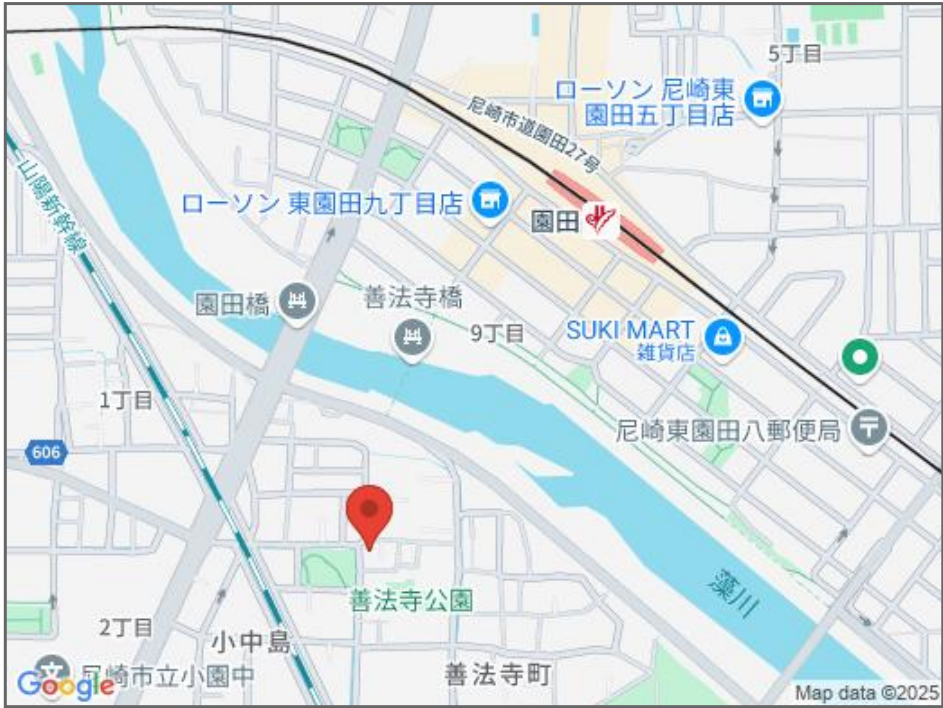 5丁目
ローソン 尼崎東
園田五丁目店
尼崎市道園田27号
山陽新幹線
ローソン 東園田九丁目店
園田
園田橋
善法寺橋
9丁目
SUKI MART
雑貨店
1丁目
尼崎東園田八郵便局
606
藻川
善法寺公園
2丁目
小中島
善法寺町
尼崎市立小園中
Google
Map data ©2025